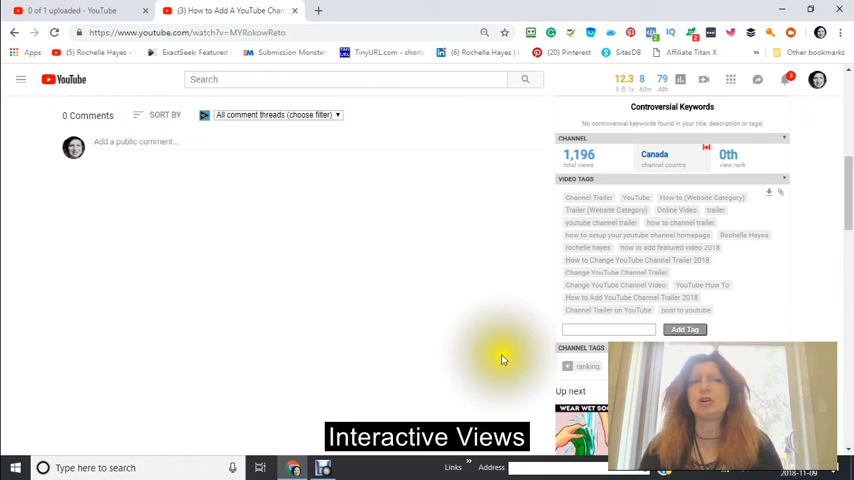 0 of 1 uploaded - YouTube
(3) How to Add A YouTube Chan
https://www.youtube.com/watch?v=MYRokowReto
Apps
(5) Rochelle Hayes
ExactSeek: Featured L
Submission Monster
TinyURL.com - shorte
(6) Rochelle Hayes |
(20) Pinterest
SitesDB
Affiliate Titan X
Other bookmarks
YouTube
Search
12.3 8 79
60m 48h
3
0 Comments
SORT BY
All comment threads (choose filter)
Add a public comment...
Controversial Keywords
No controversial keywords found in your title, description or tags!
CHANNEL
1,196 Canada 0th
total views channel country view rank
VIDEO TAGS
Channel Trailer YouTube How to (Website Category)
Trailer (Website Category) Online Video trailer
youtube channel trailer how to channel trailer
how to setup your youtube channel homepage Rochelle Hayes
rochelle hayes how to add featured video 2018
How to Change YouTube Channel Trailer 2018
Change YouTube Channel Trailer
Change YouTube Channel Video YouTube How To
How to Add YouTube Channel Trailer 2018
Channel Trailer on YouTube post to youtube
Add Tag
CHANNEL TAGS
ranking
Up next
WEAR WET SO
Interactive Views
Type here to search
Links
Address
2018-11-09